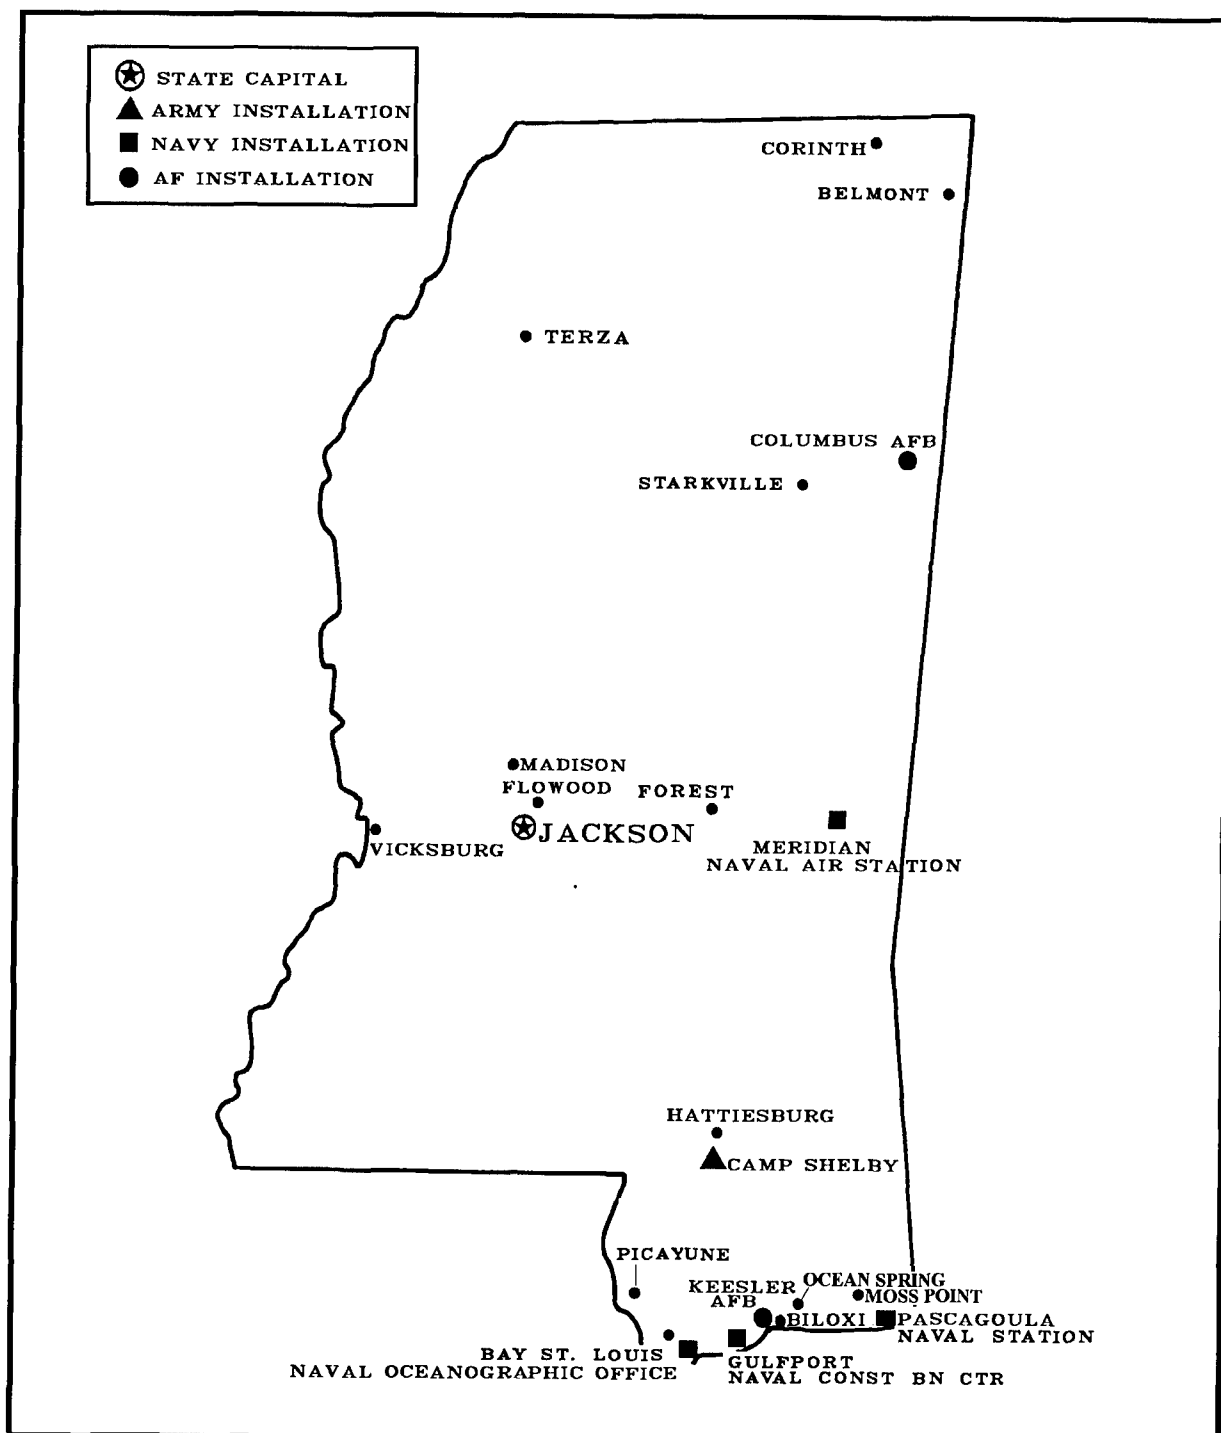 STATE CAPITAL
ARMY INSTALLATION
NAVY INSTALLATION
AF INSTALLATION
CORINTH
BELMONT
TERZA
COLUMBUS AFB
STARKVILLE
MADISON
FLOWOOD
FOREST
JACKSON
VICKSBURG
MERIDIAN
NAVAL AIR STATION
HATTIESBURG
CAMP SHELBY
PICAYUNE
KEESLER
AFB
OCEAN SPRING
MOSS POINT
BILOXI
PASCAGOULA
NAVAL STATION
BAY ST. LOUIS
NAVAL OCEANOGRAPHIC OFFICE
GULFPORT
NAVAL CONST BN CTR